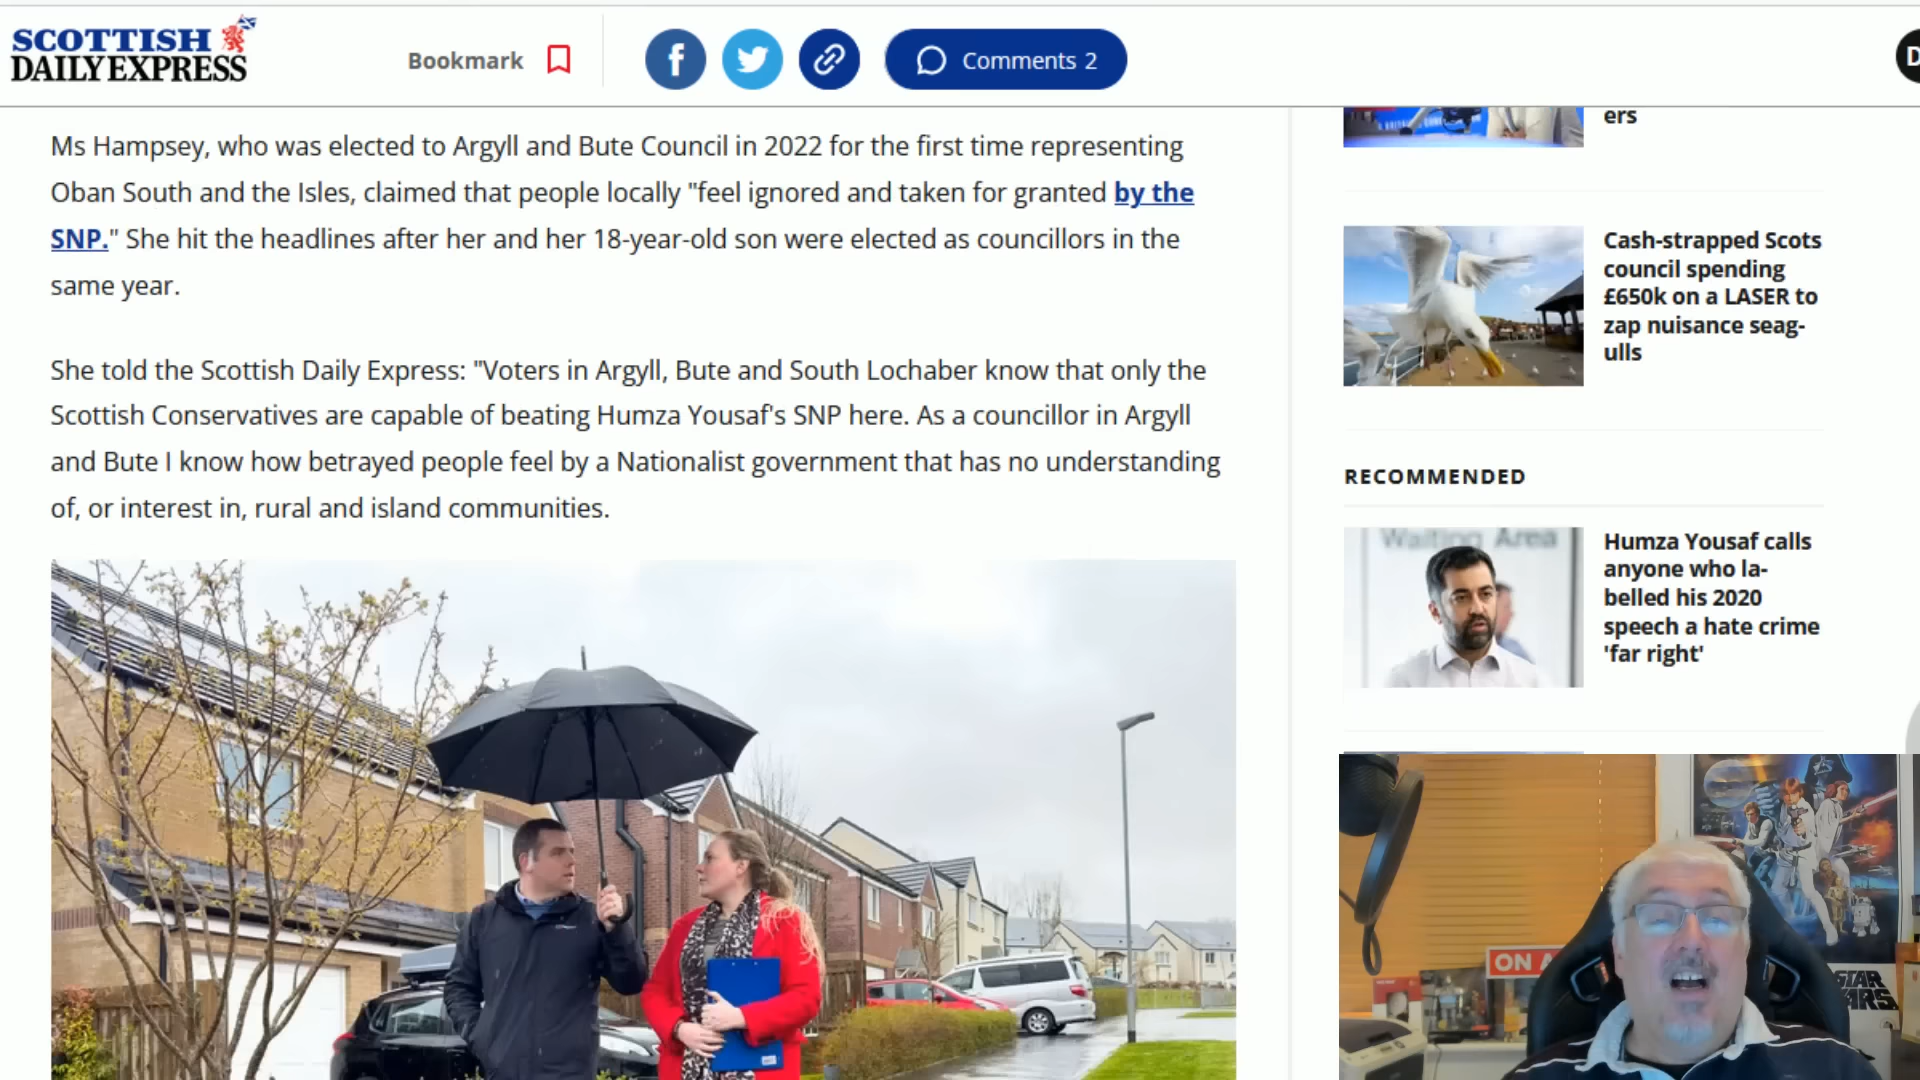 SCOTTISH
DAILY EXPRESS
Bookmark
Comments 2
D
Ms Hampsey, who was elected to Argyll and Bute Council in 2022 for the first time representing
Oban South and the Isles, claimed that people locally "feel ignored and taken for granted by the
SNP." She hit the headlines after her and her 18-year-old son were elected as councillors in the
same year.
She told the Scottish Daily Express: "Voters in Argyll, Bute and South Lochaber know that only the
Scottish Conservatives are capable of beating Humza Yousaf's SNP here. As a councillor in Argyll
and Bute I know how betrayed people feel by a Nationalist government that has no understanding
of, or interest in, rural and island communities.
ers
Cash-strapped Scots
council spending
£650k on a LASER to
zap nuisance seag-
ulls
RECOMMENDED
Waiting Area
Humza Yousaf calls
anyone who la-
belled his 2020
speech a hate crime
'far right'
ON A
STAR
WARS